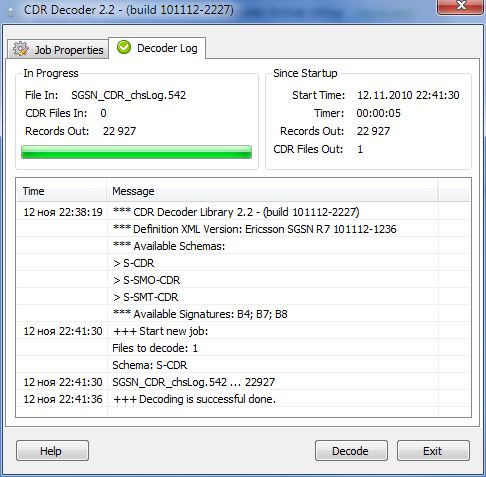 CDR Decoder 2.2 - (build 101112-2227)
Job Properties
Decoder Log
In Progress
File In: SGSN_CDR_chsLog.542
CDR Files In: 0
Records Out: 22 927
Since Startup
Start Time: 12.11.2010 22:41:30
Timer: 00:00:05
Records Out: 22 927
CDR Files Out: 1
Time Message
12 ноя 22:38:19 *** CDR Decoder Library 2.2 - (build 101112-2227)
*** Definition XML Version: Ericsson SGSN R7 101112-1236
*** Available Schemas:
> S-CDR
> S-SMO-CDR
> S-SMT-CDR
*** Available Signatures: B4; B7; B8
12 ноя 22:41:30 +++ Start new job:
Files to decode: 1
Schema: S-CDR
12 ноя 22:41:30 SGSN_CDR_chsLog.542 ... 22927
12 ноя 22:41:36 +++ Decoding is successful done.
Help Decode Exit